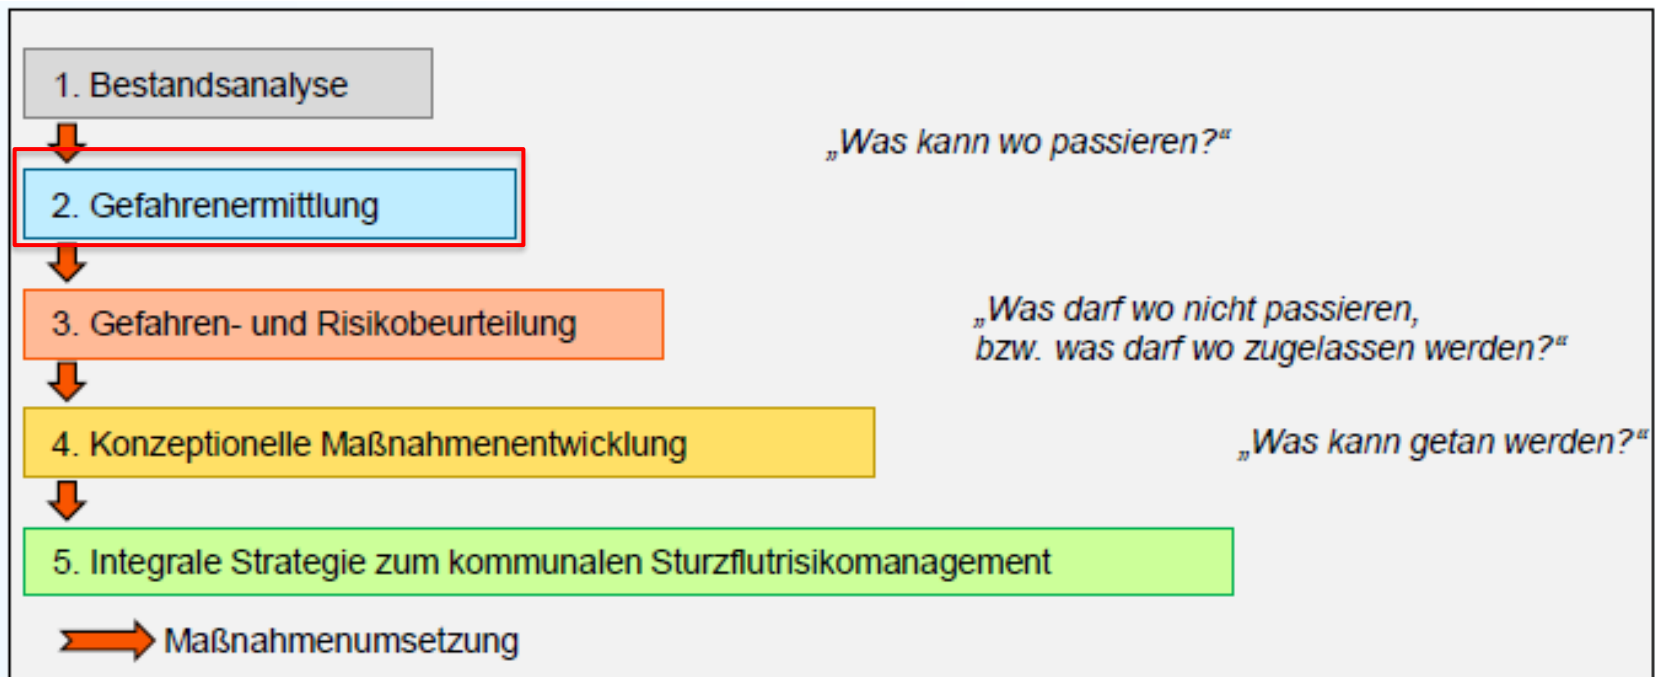 1. Bestandsanalyse
„Was kann wo passieren?“
2. Gefahrenermittlung
3. Gefahren- und Risikobeurteilung
„Was darf wo nicht passieren,
bzw. was darf wo zugelassen werden?“
4. Konzeptionelle Maßnahmenentwicklung
„Was kann getan werden?“
5. Integrale Strategie zum kommunalen Sturzflutrisikomanagement
Maßnahmenumsetzung